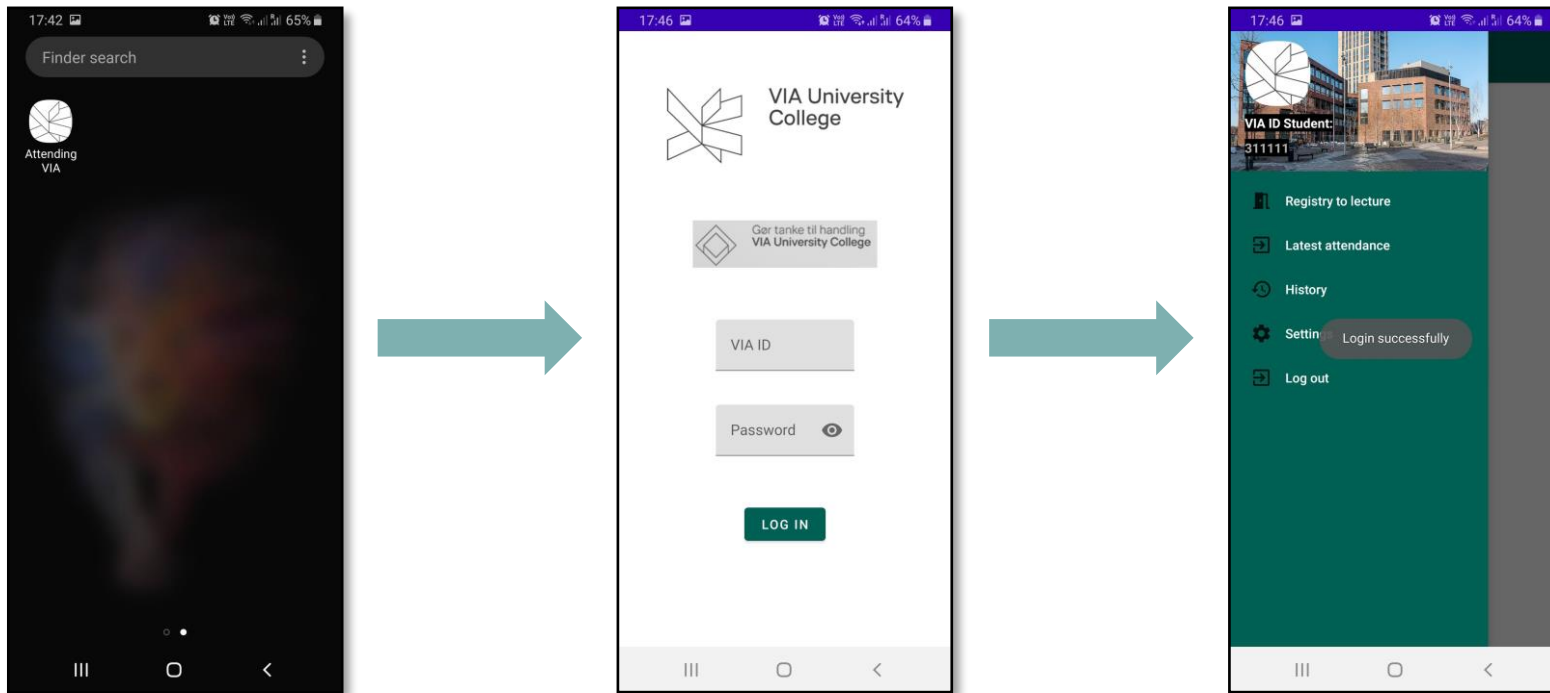 17:42
65%
Finder search
Attending
VIA
17:46
64%
VIA University
College
Gør tanke til handling
VIA University College
VIA ID
Password
LOG IN
17:46
64%
VIA ID Student:
311111
Registry to lecture
Latest attendance
History
Settings
Login successfully
Log out